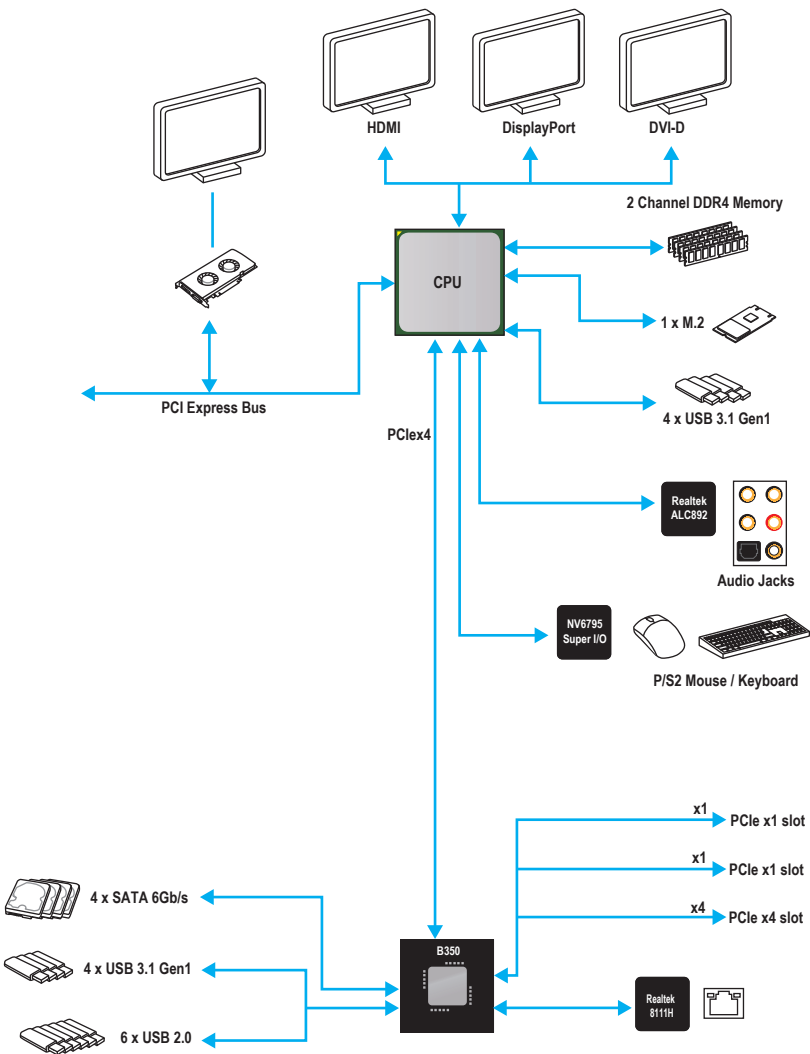 HDMI
DisplayPort
DVI-D
2 Channel DDR4 Memory
CPU
1 x M.2
PCI Express Bus
4 x USB 3.1 Gen1
PCIex4
Realtek
ALC892
Audio Jacks
NV6795
Super I/O
P/S2 Mouse / Keyboard
x1
PCIe x1 slot
x1
PCIe x1 slot
4 x SATA 6Gb/s
x4
PCIe x4 slot
B350
4 x USB 3.1 Gen1
Realtek
8111H
6 x USB 2.0